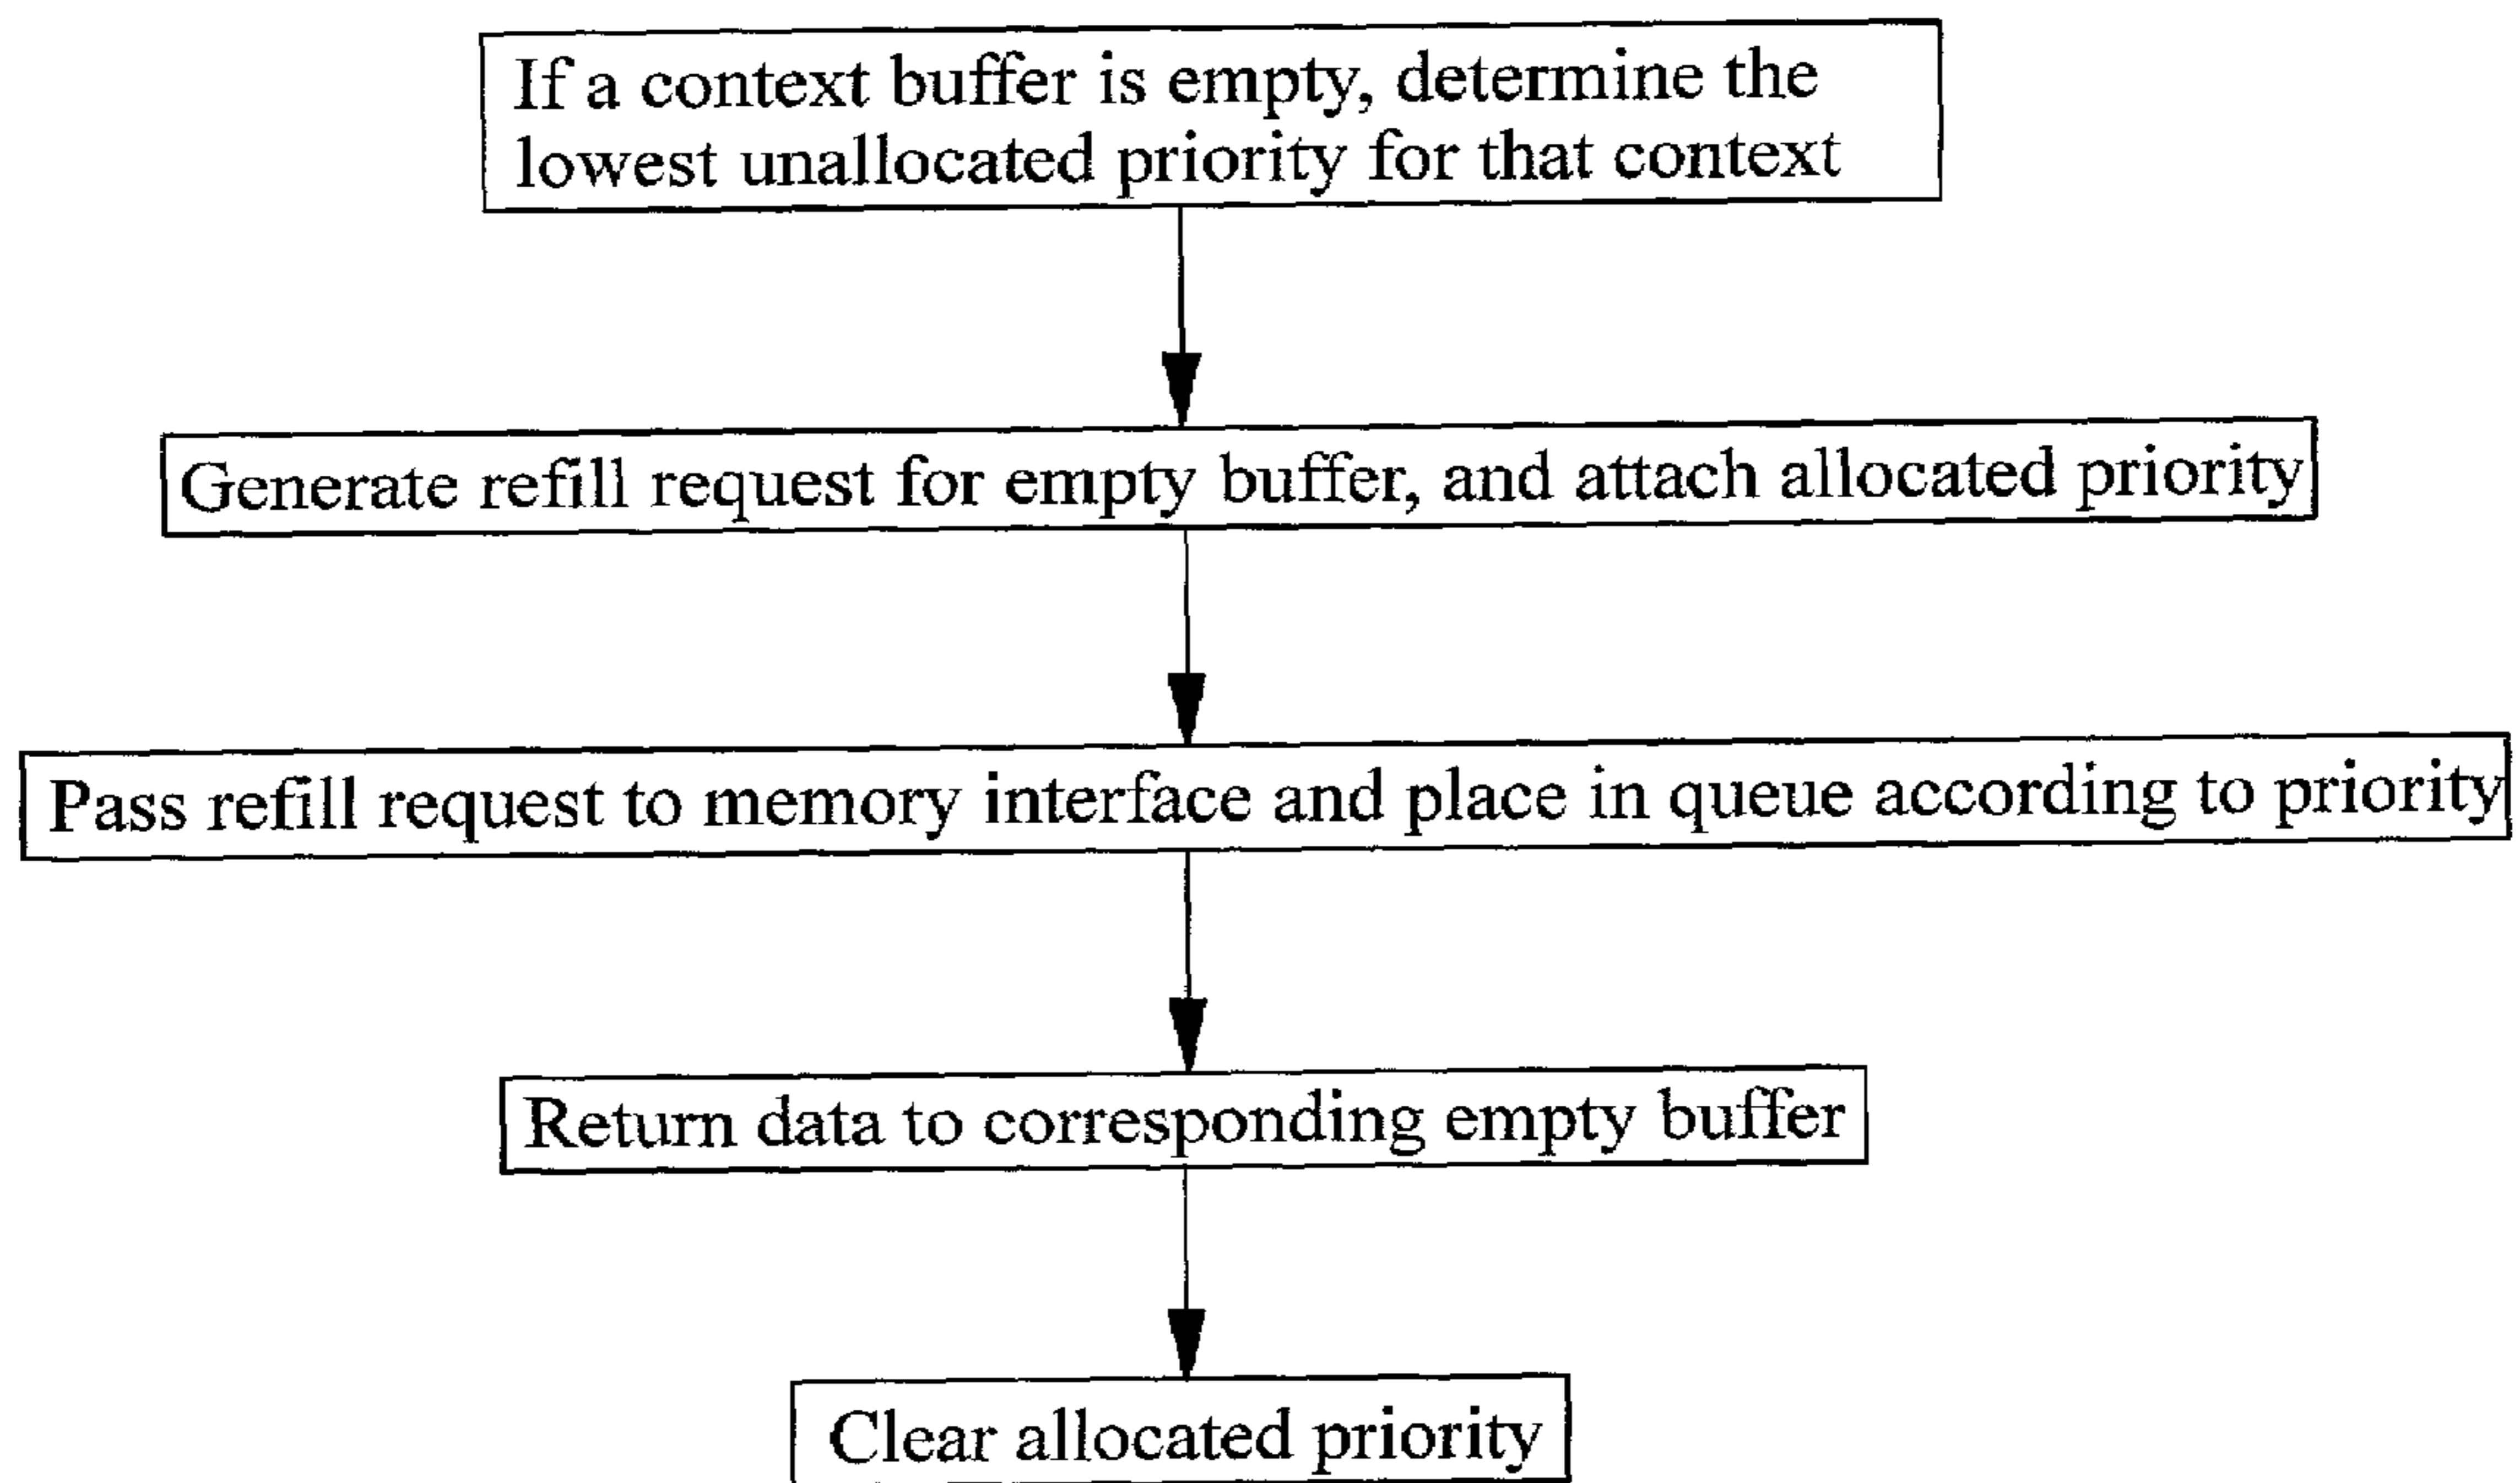 If a context buffer is empty, determine the
lowest unallocated priority for that context
Generate refill request for empty buffer, and attach allocated priority
Pass refill request to memory interface and place in queue according to priority
Return data to corresponding empty buffer
Clear allocated priority